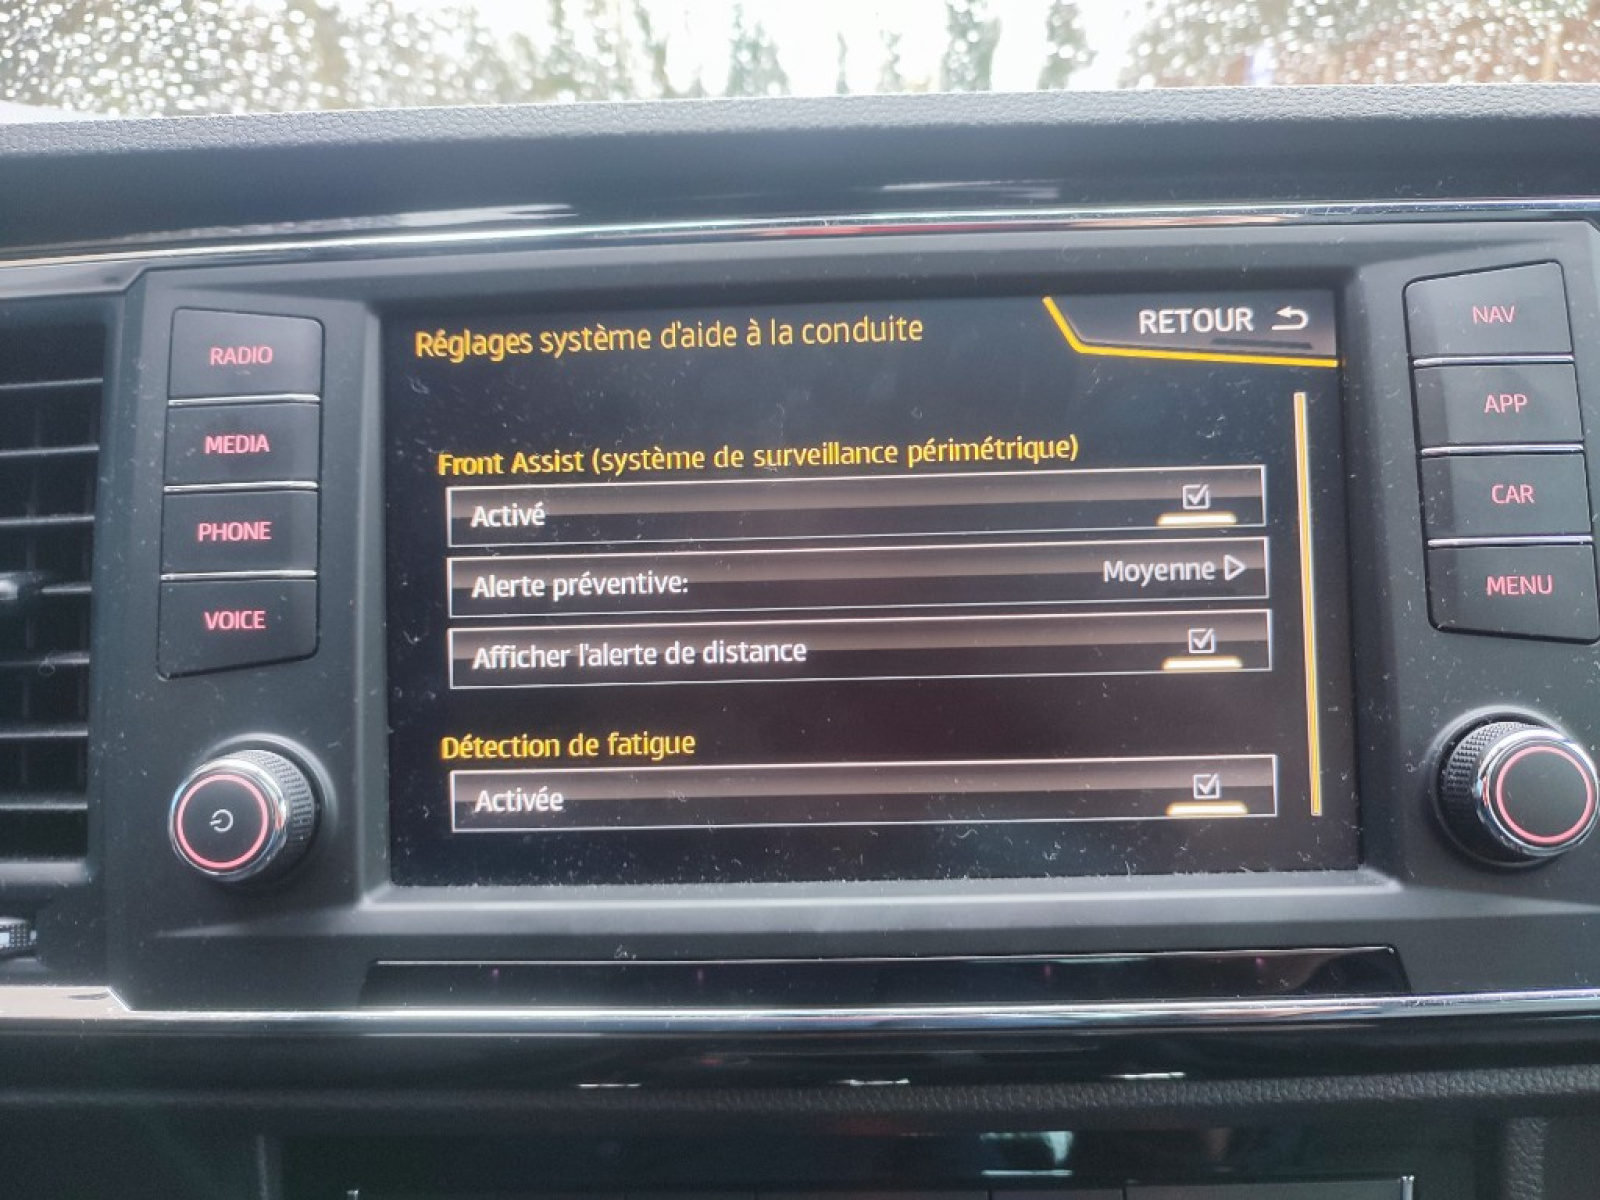 Réglages système d'aide à la conduite
RETOUR
Front Assist (système de surveillance périmétrique)
Activé
Alerte préventive: Moyenne
Afficher l'alerte de distance
Détection de fatigue
Activée
RADIO
MEDIA
PHONE
VOICE
NAV
APP
CAR
MENU